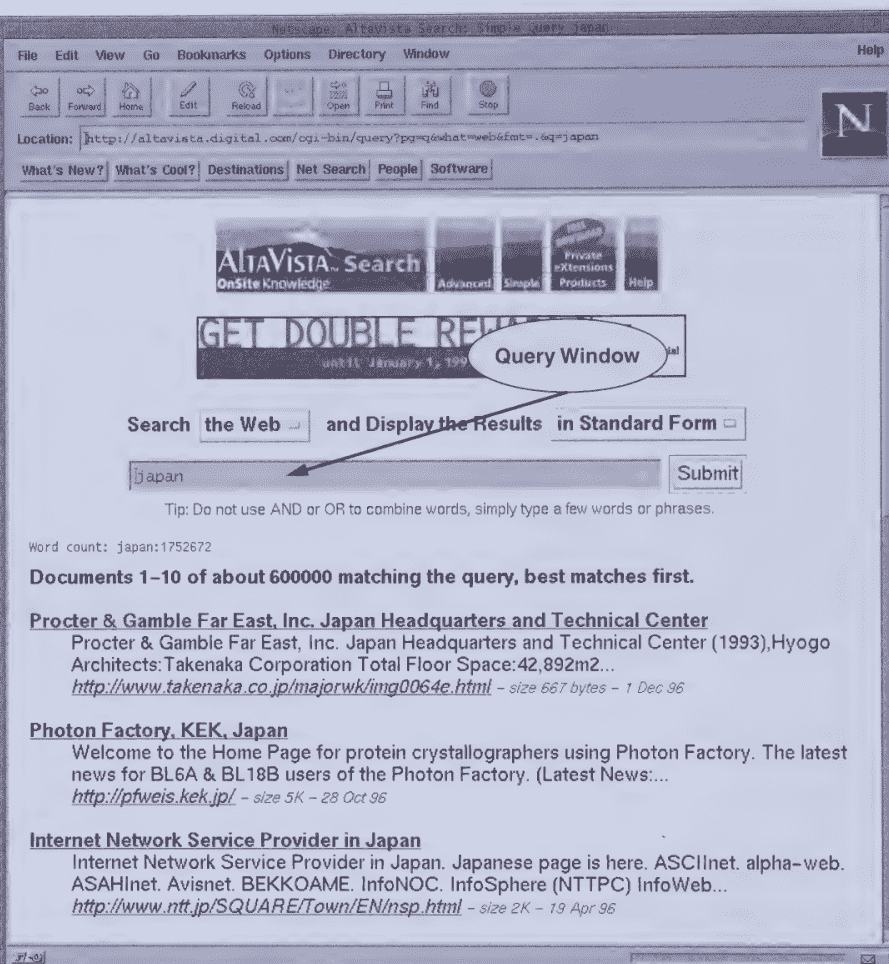 Netscape: Altavista Search: Simple query japan
File Edit View Go Bookmarks Options Directory Window Help
Back Forward Home Edit Reload Open Print Find Stop
N
Location: http://altavista.digital.com/cgi-bin/query?pg=q&what=web&fmt=.&q=japan
What's New? What's Cool? Destinations Net Search People Software
ALTAVISTA Search
OnSite Knowledge
Advanced Simple Private eXtensions Products Help
GET DOUBLE
until January 1, 199
Query Window
Search the Web and Display the Results in Standard Form
japan Submit
Tip: Do not use AND or OR to combine words, simply type a few words or phrases.
Word count: japan:1752672
Documents 1-10 of about 600000 matching the query, best matches first.
Procter & Gamble Far East, Inc. Japan Headquarters and Technical Center
Procter & Gamble Far East, Inc. Japan Headquarters and Technical Center (1993),Hyogo
Architects:Takenaka Corporation Total Floor Space:42,892m2...
http://www.takenaka.co.jp/majorwk/img0064e.html - size 667 bytes - 1 Dec 96
Photon Factory, KEK, Japan
Welcome to the Home Page for protein crystallographers using Photon Factory. The latest
news for BL6A & BL18B users of the Photon Factory. (Latest News:...
http://pfweis.kek.jp/ - size 5K - 28 Oct 96
Internet Network Service Provider in Japan
Internet Network Service Provider in Japan. Japanese page is here. ASCIInet. alpha-web.
ASAHInet. Avisnet. BEKKOAME. InfoNOC. InfoSphere (NTTPC) InfoWeb...
http://www.ntt.jp/SQUARE/Town/EN/nsp.html - size 2K - 19 Apr 96